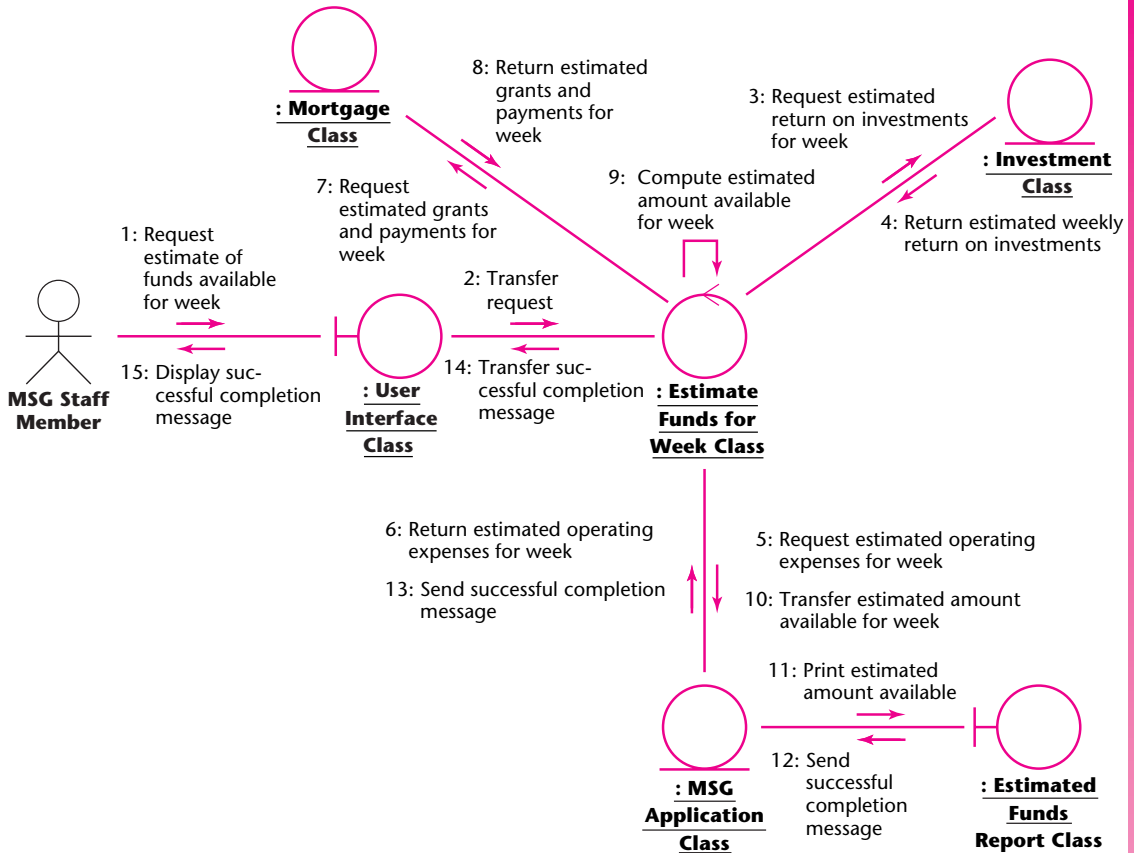 8: Return estimated
grants and
payments for
week
: Mortgage
Class
3: Request estimated
return on investments
for week
: Investment
Class
7: Request
estimated grants
and payments for
week
9: Compute estimated
amount available
for week
4: Return estimated weekly
return on investments
1: Request
estimate of
funds available
for week
2: Transfer
request
15: Display suc-
cessful completion
message
14: Transfer suc-
cessful completion
message
MSG Staff
Member
: User
Interface
Class
: Estimate
Funds for
Week Class
6: Return estimated operating
expenses for week
13: Send successful completion
message
5: Request estimated operating
expenses for week
10: Transfer estimated amount
available for week
11: Print estimated
amount available
12: Send
successful
completion
message
: MSG
Application
Class
: Estimated
Funds
Report Class